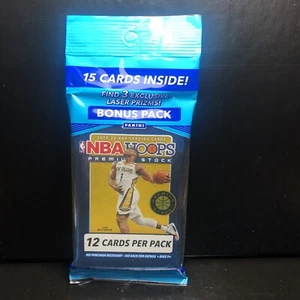 15 CARDS INSIDE!
FIND 3 EXCLUSIVE
LASER PRIZMS!
BONUS PACK
PANINI
NBA HOOPS
PREMIUM STOCK
12 CARDS PER PACK